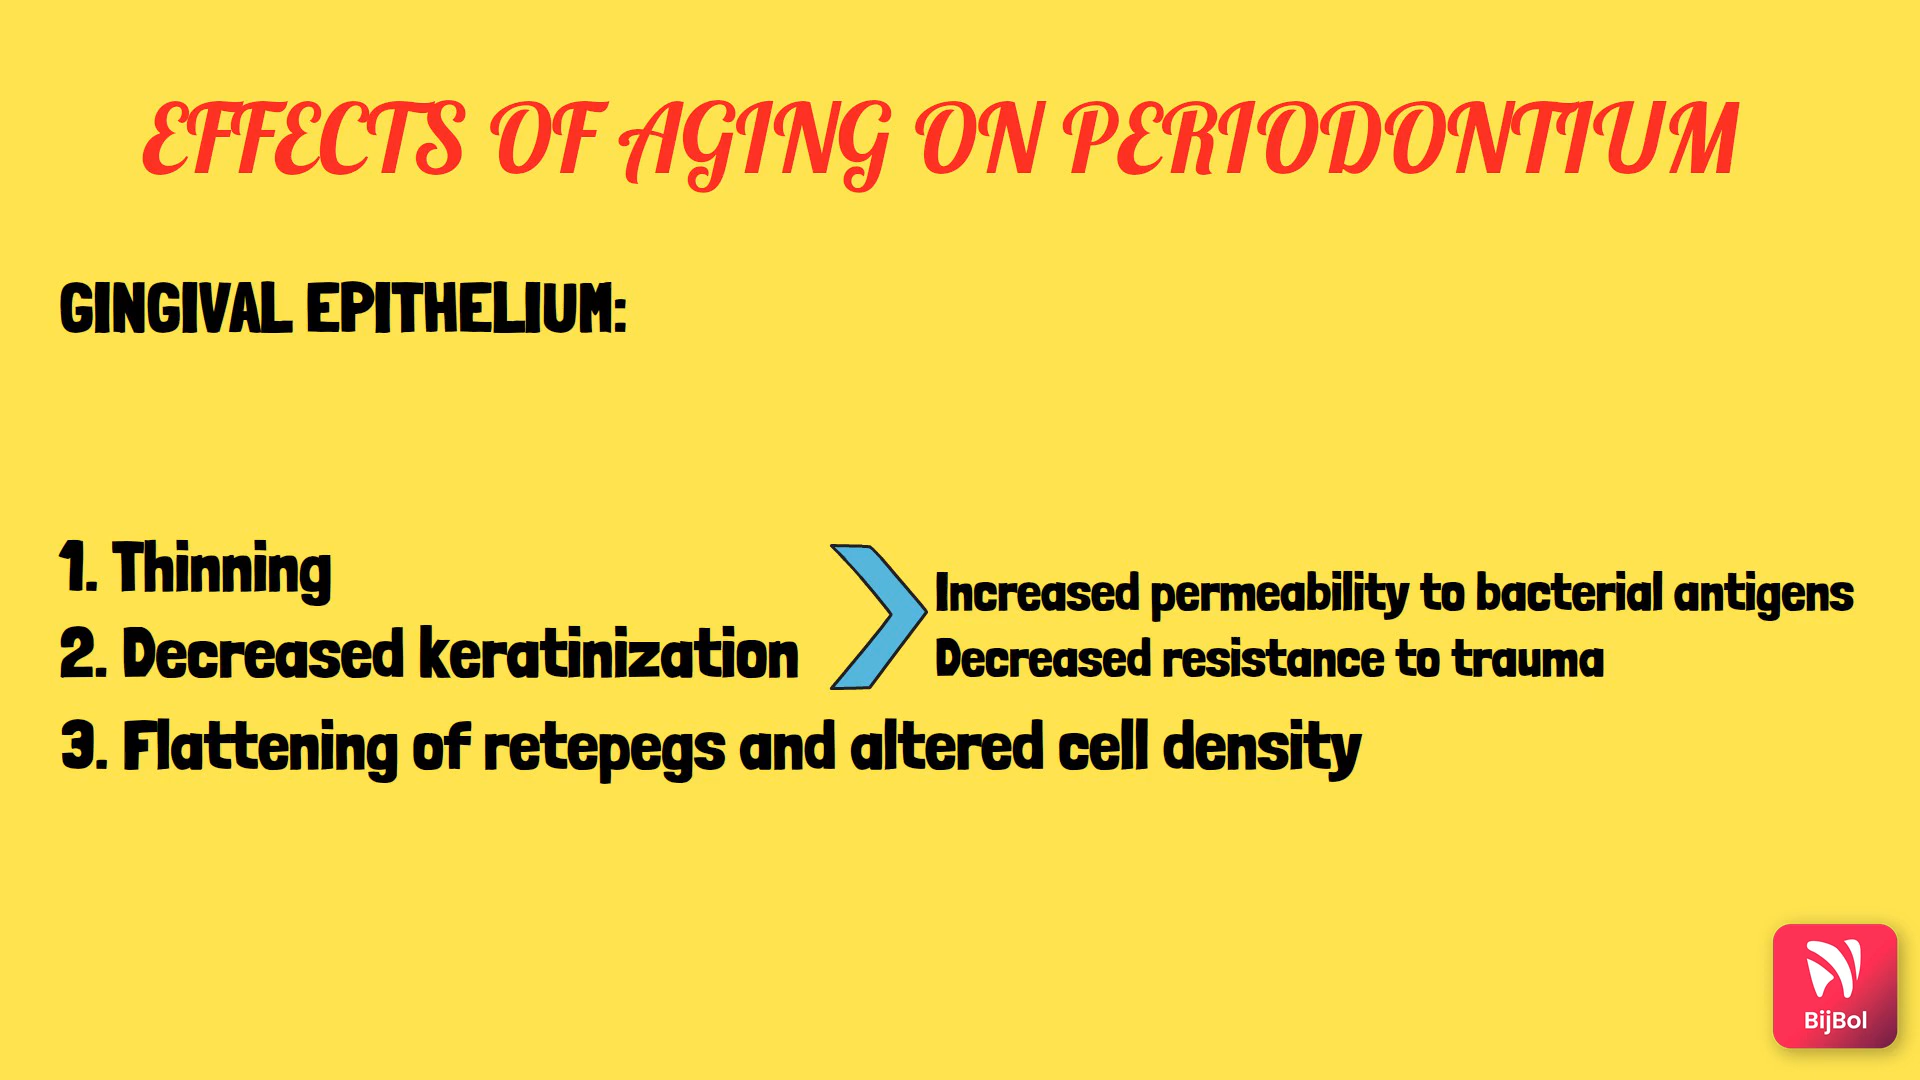 EFFECTS OF AGING ON PERIODONTIUM
GINGIVAL EPITHELIUM:
1. Thinning
2. Decreased keratinization
Increased permeability to bacterial antigens
Decreased resistance to trauma
3. Flattening of retepegs and altered cell density
BijBol